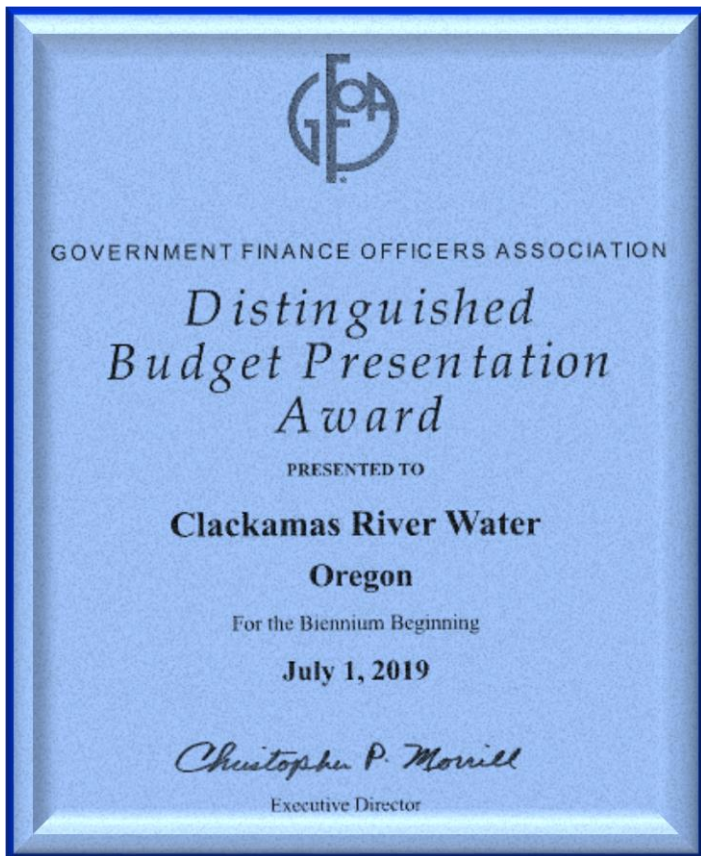 GFOA
GOVERNMENT FINANCE OFFICERS ASSOCIATION
Distinguished
Budget Presentation
Award
PRESENTED TO
Clackamas River Water
Oregon
For the Biennium Beginning
July 1, 2019
Christopher P. Morrill
Executive Director